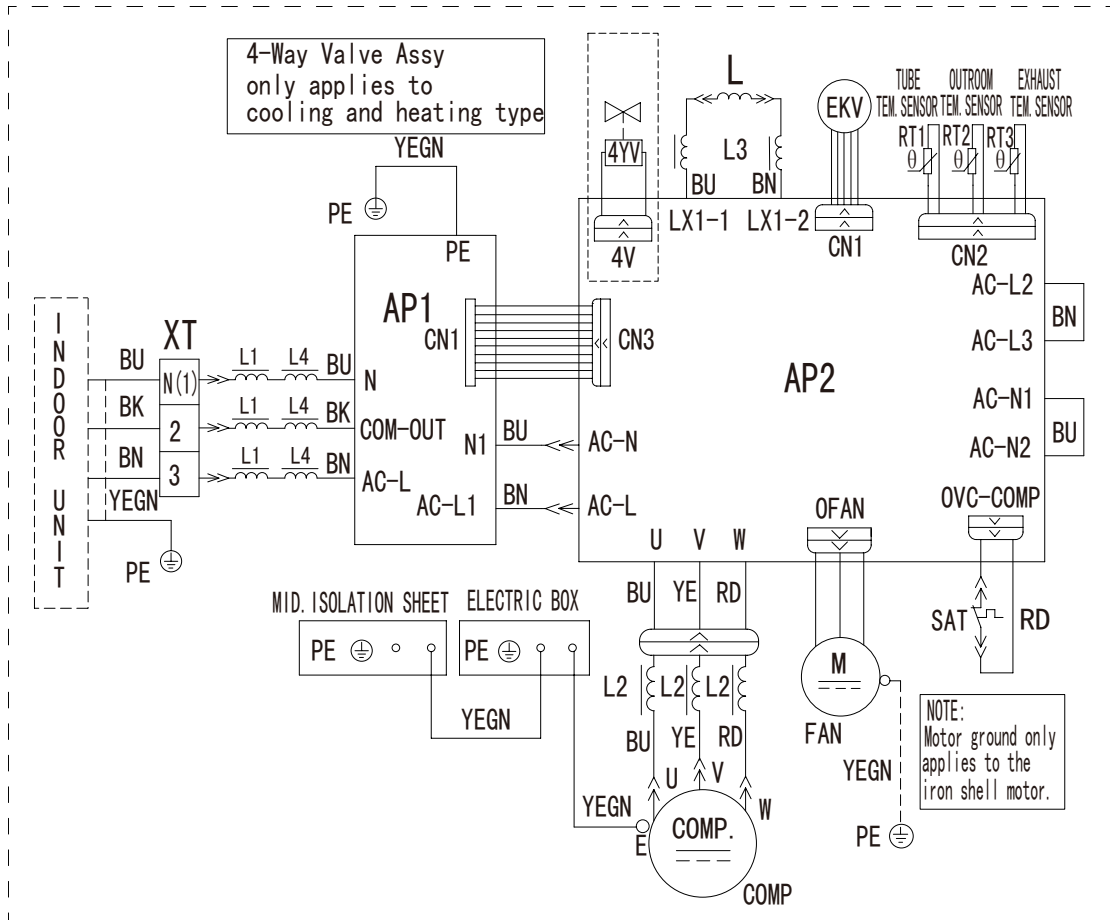 4-Way Valve Assy
only applies to
cooling and heating type
YEGN
PE
PE
4YV
4V
L
L3
BU
BN
LX1-1
LX1-2
EKV
CN1
TUBE
TEM. SENSOR
OUTROOM
TEM. SENSOR
EXHAUST
TEM. SENSOR
RT1
RT2
RT3
θ
θ
θ
CN2
AC-L2
BN
AC-L3
AC-N1
BU
AC-N2
INDOOR UNIT
XT
BU
N(1)
L1
L4
BU
N
BK
2
L1
L4
BK
COM-OUT
BN
3
L1
L4
BN
AC-L
YEGN
PE
AP1
CN1
CN3
AP2
N1
BU
AC-N
AC-L1
BN
AC-L
U
V
W
OFAN
OVC-COMP
BU
YE
RD
MID. ISOLATION SHEET
PE
ELECTRIC BOX
PE
YEGN
L2
L2
L2
BU
YE
RD
U
V
W
YEGN
E
COMP.
COMP
M
FAN
YEGN
PE
SAT
RD
NOTE:
Motor ground only
applies to the
iron shell motor.